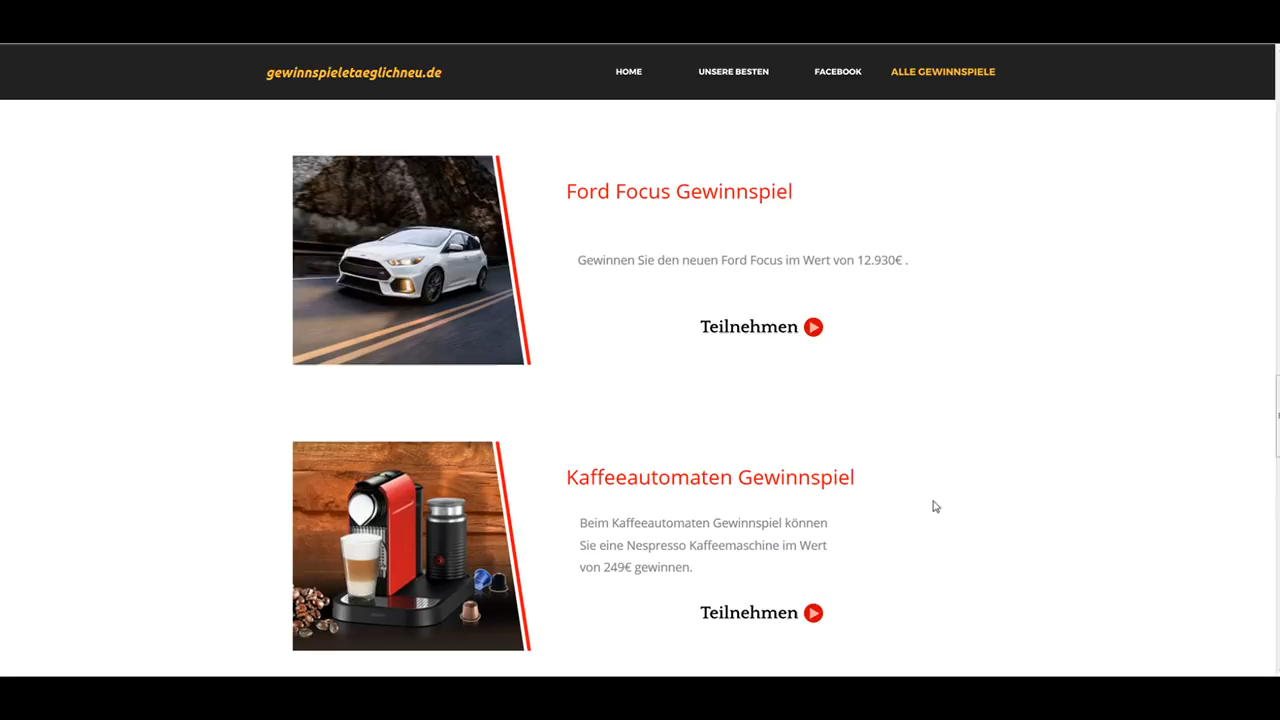 gewinnspieletaeglichneu.de
HOME
UNSERE BESTEN
FACEBOOK
ALLE GEWINNSPIELE
Ford Focus Gewinnspiel
Gewinnen Sie den neuen Ford Focus im Wert von 12.930€ .
Teilnehmen
Kaffeeautomaten Gewinnspiel
Beim Kaffeeautomaten Gewinnspiel können
Sie eine Nespresso Kaffeemaschine im Wert
von 249€ gewinnen.
Teilnehmen